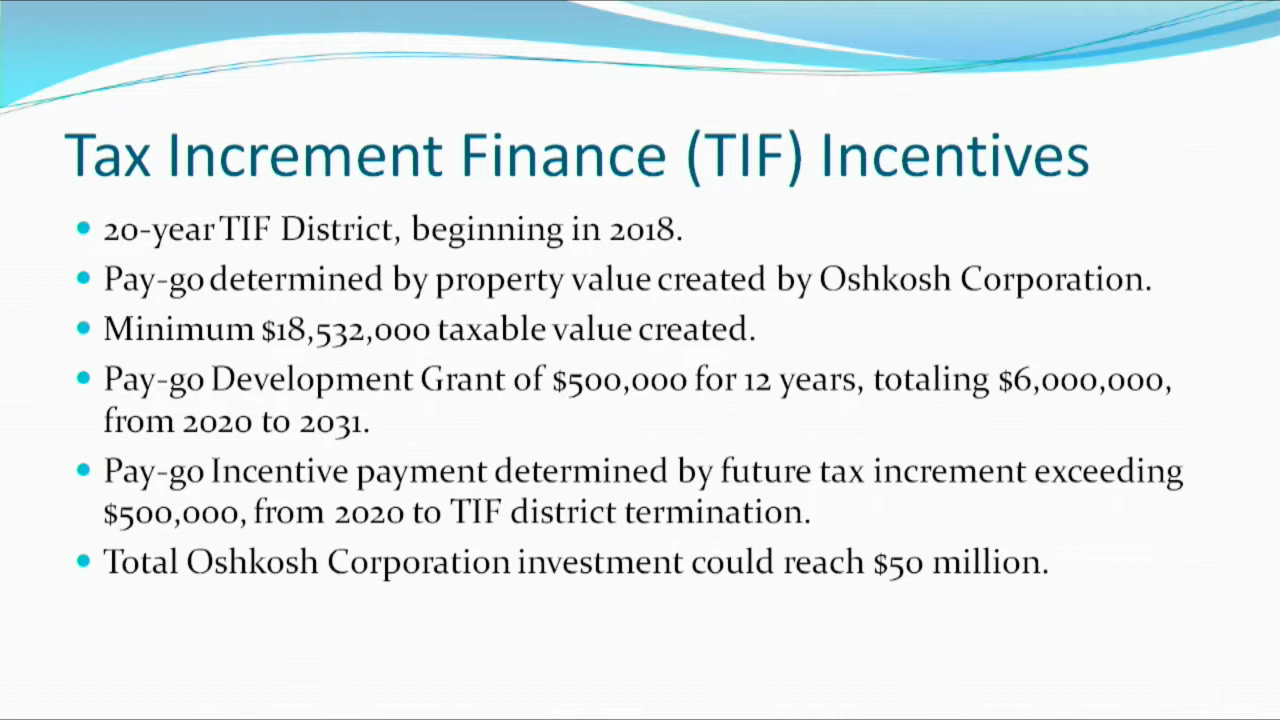 Tax Increment Finance (TIF) Incentives
• 20-year TIF District, beginning in 2018.
• Pay-go determined by property value created by Oshkosh Corporation.
• Minimum $18,532,000 taxable value created.
• Pay-go Development Grant of $500,000 for 12 years, totaling $6,000,000,
from 2020 to 2031.
• Pay-go Incentive payment determined by future tax increment exceeding
$500,000, from 2020 to TIF district termination.
• Total Oshkosh Corporation investment could reach $50 million.